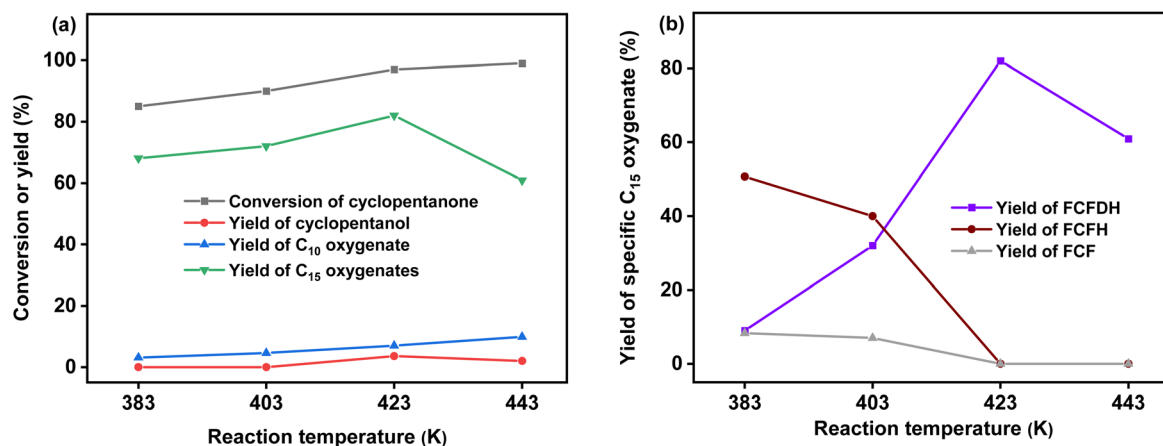 (a)
Conversion or yield (%)
100
80
60
40
20
0
Conversion of cyclopentanone
Yield of cyclopentanol
Yield of C₁₀ oxygenate
Yield of C₁₅ oxygenates
383
403
423
443
Reaction temperature (K)
(b)
Yield of specific C₁₅ oxygenate (%)
80
60
40
20
0
Yield of FCFDH
Yield of FCFH
Yield of FCF
383
403
423
443
Reaction temperature (K)